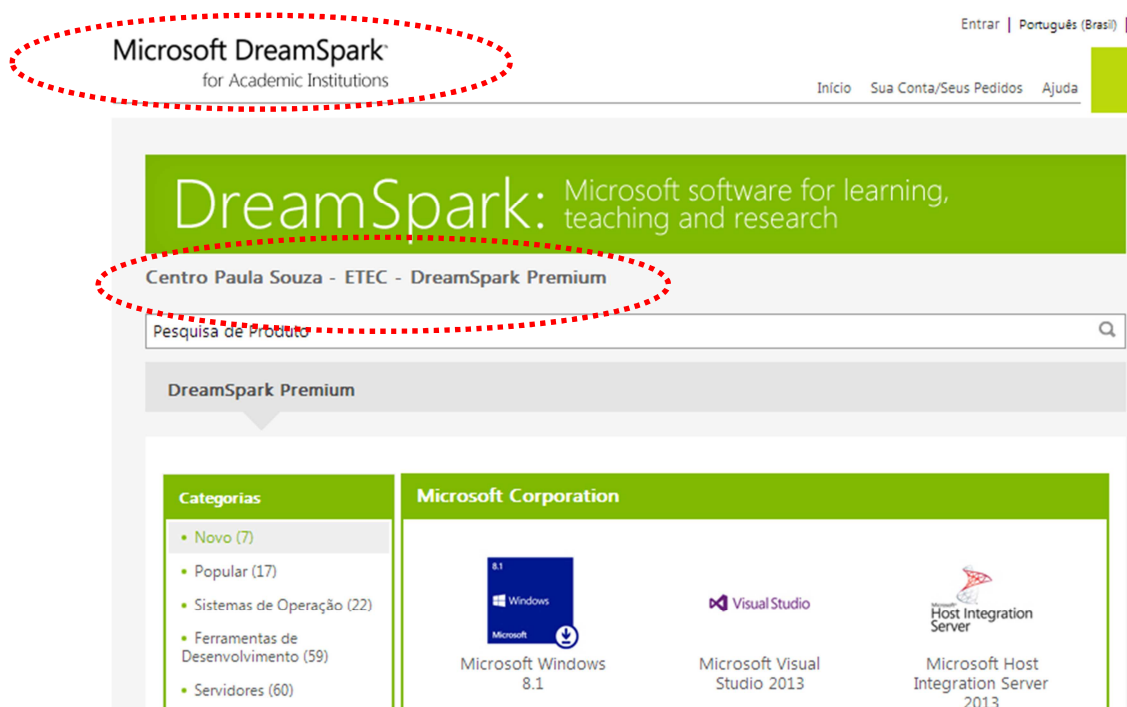 Entrar | Português (Brasil) |
Microsoft DreamSpark
for Academic Institutions
Início Sua Conta/Seus Pedidos Ajuda
DreamSpark: Microsoft software for learning,
teaching and research
Centro Paula Souza - ETEC - DreamSpark Premium
Pesquisa de Produto
DreamSpark Premium
Categorias
• Novo (7)
• Popular (17)
• Sistemas de Operação (22)
• Ferramentas de
Desenvolvimento (59)
• Servidores (60)
Microsoft Corporation
8.1
Windows
Microsoft
Microsoft Windows
8.1
Visual Studio
Microsoft Visual
Studio 2013
Microsoft
Host Integration
Server
Microsoft Host
Integration Server
2013